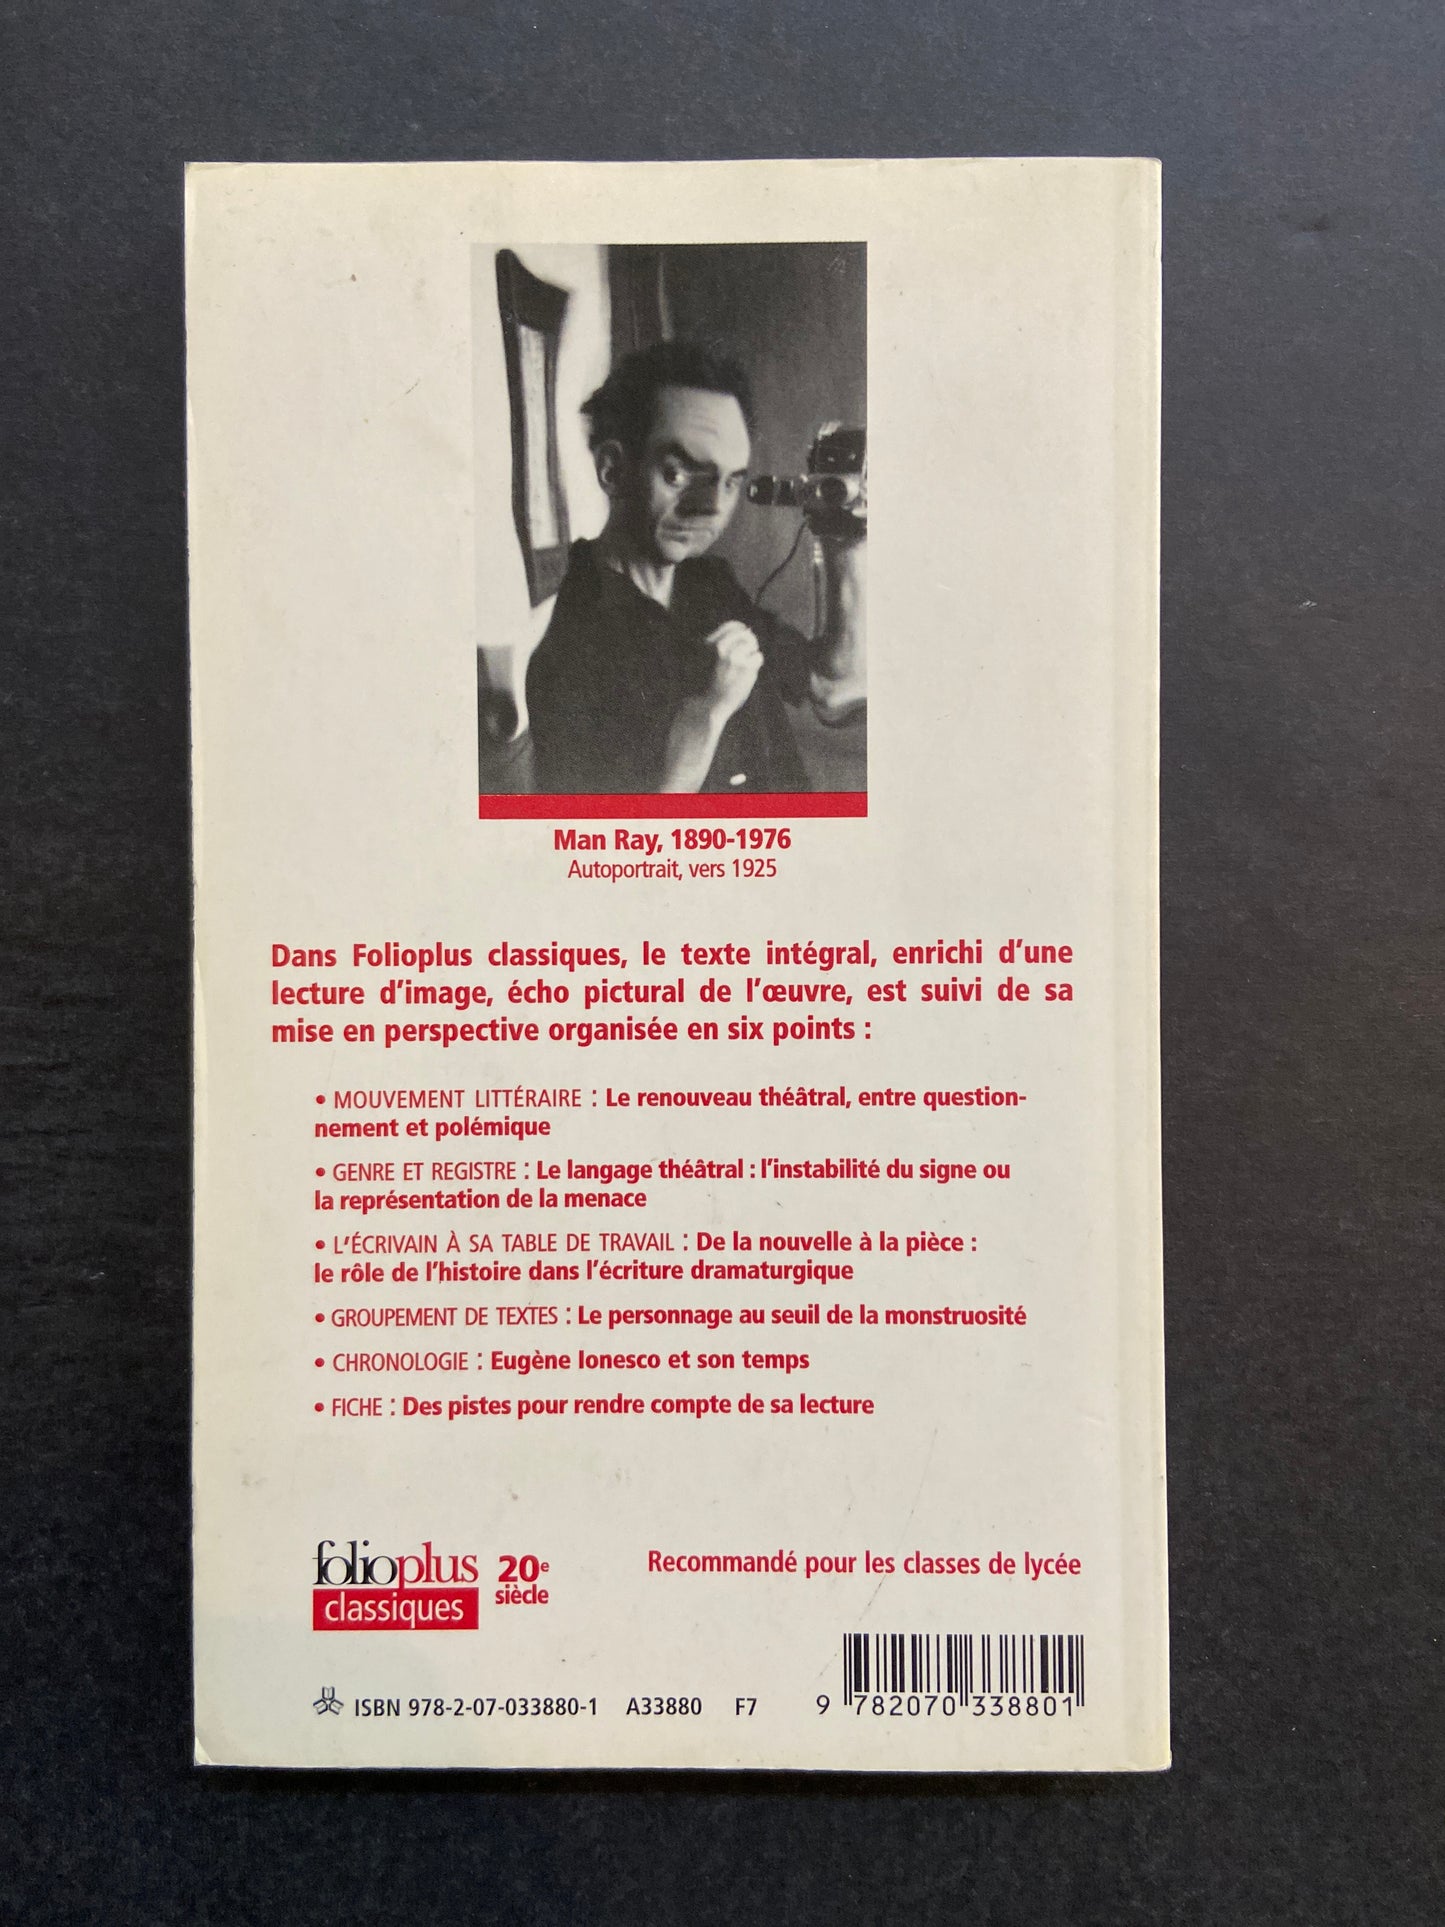 Man Ray, 1890-1976
Autoportrait, vers 1925
Dans Folioplus classiques, le texte intégral, enrichi d’une
lecture d’image, écho pictural de l’œuvre, est suivi de sa
mise en perspective organisée en six points :
• MOUVEMENT LITTÉRAIRE : Le renouveau théâtral, entre question-
nement et polémique
• GENRE ET REGISTRE : Le langage théâtral : l’instabilité du signe ou
la représentation de la menace
• L’ÉCRIVAIN À SA TABLE DE TRAVAIL : De la nouvelle à la pièce :
le rôle de l’histoire dans l’écriture dramaturgique
• GROUPEMENT DE TEXTES : Le personnage au seuil de la monstruosité
• CHRONOLOGIE : Eugène Ionesco et son temps
• FICHE : Des pistes pour rendre compte de sa lecture
folioplus
classiques
20e
siècle
Recommandé pour les classes de lycée
ISBN 978-2-07-033880-1 A33880 F7
9 782070 338801